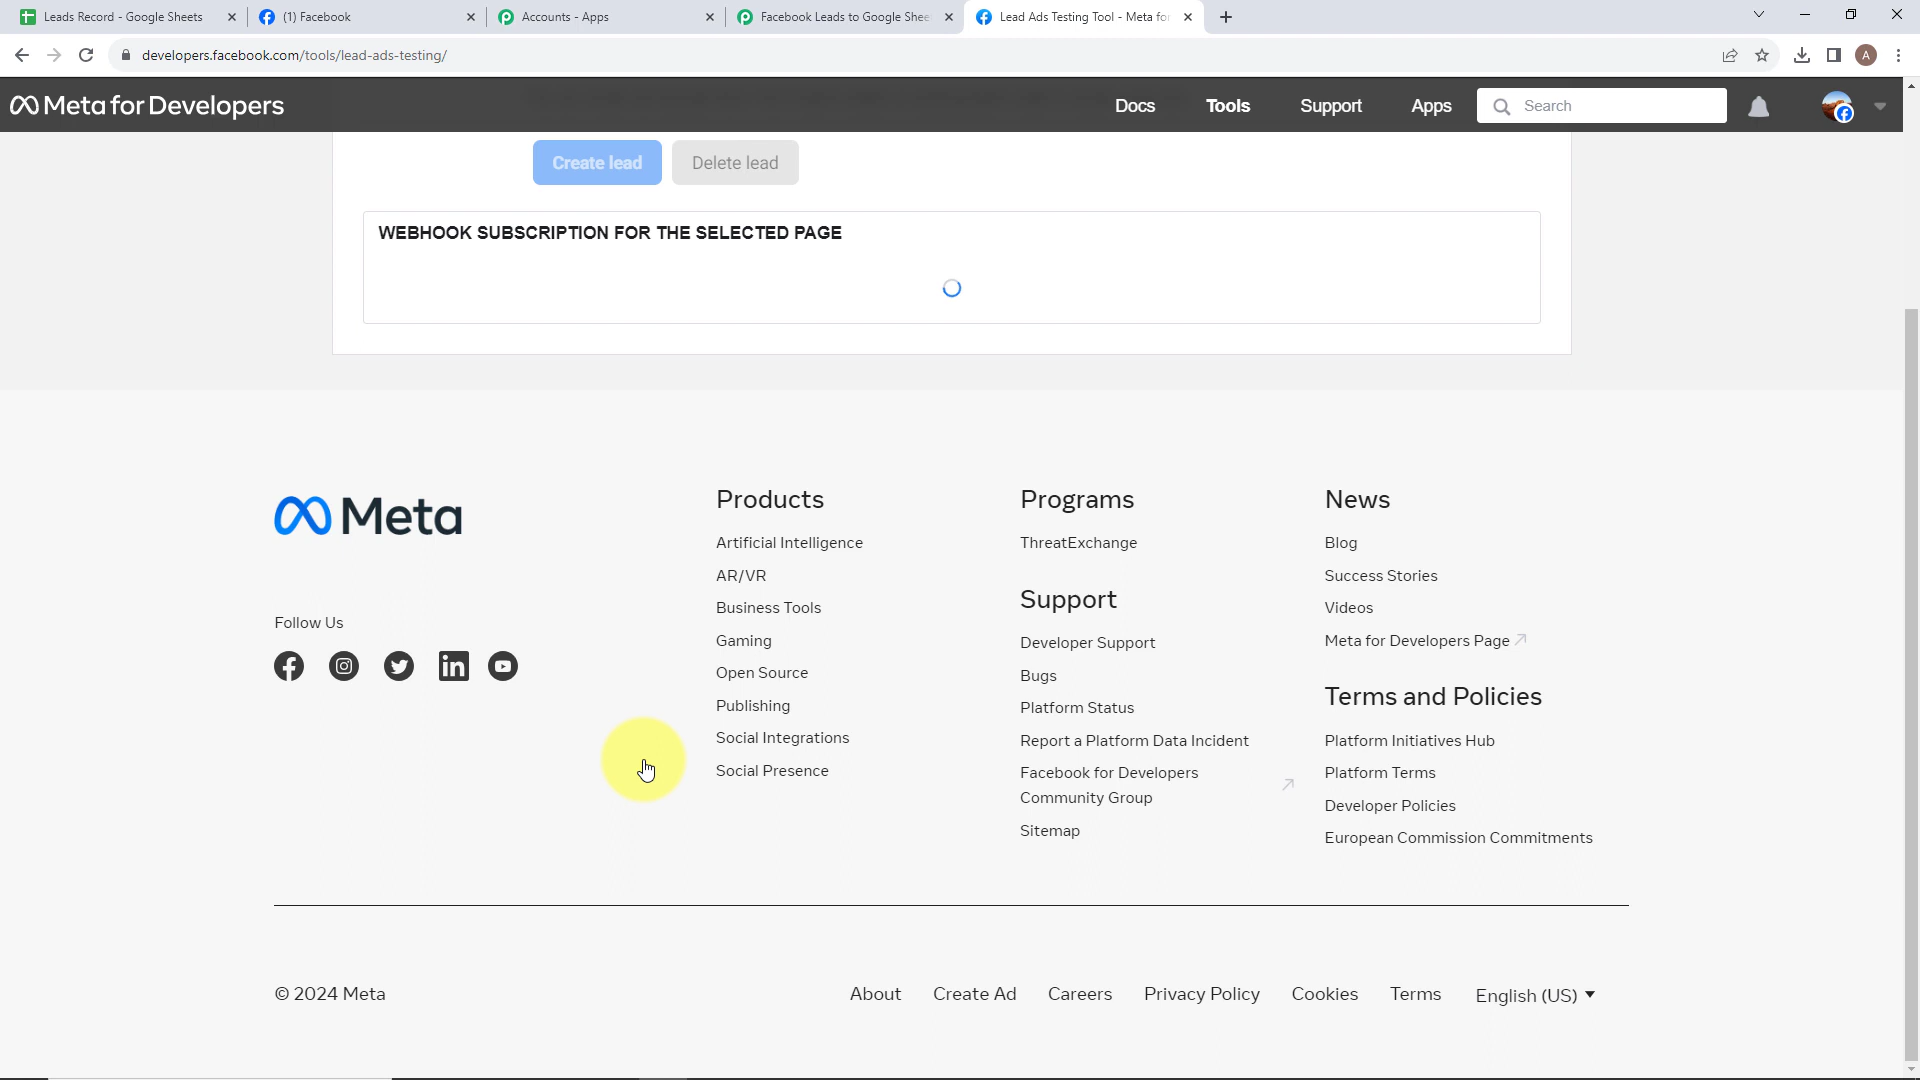 Leads Record - Google Sheets
(1) Facebook
Accounts - Apps
Facebook Leads to Google Shee
Lead Ads Testing Tool - Meta for
developers.facebook.com/tools/lead-ads-testing/
A
Meta for Developers
Docs
Tools
Support
Apps
Search
Create lead
Delete lead
WEBHOOK SUBSCRIPTION FOR THE SELECTED PAGE
Meta
Follow Us
Products
Artificial Intelligence
AR/VR
Business Tools
Gaming
Open Source
Publishing
Social Integrations
Social Presence
Programs
ThreatExchange
Support
Developer Support
Bugs
Platform Status
Report a Platform Data Incident
Facebook for Developers
Community Group
Sitemap
News
Blog
Success Stories
Videos
Meta for Developers Page
Terms and Policies
Platform Initiatives Hub
Platform Terms
Developer Policies
European Commission Commitments
© 2024 Meta
About
Create Ad
Careers
Privacy Policy
Cookies
Terms
English (US)